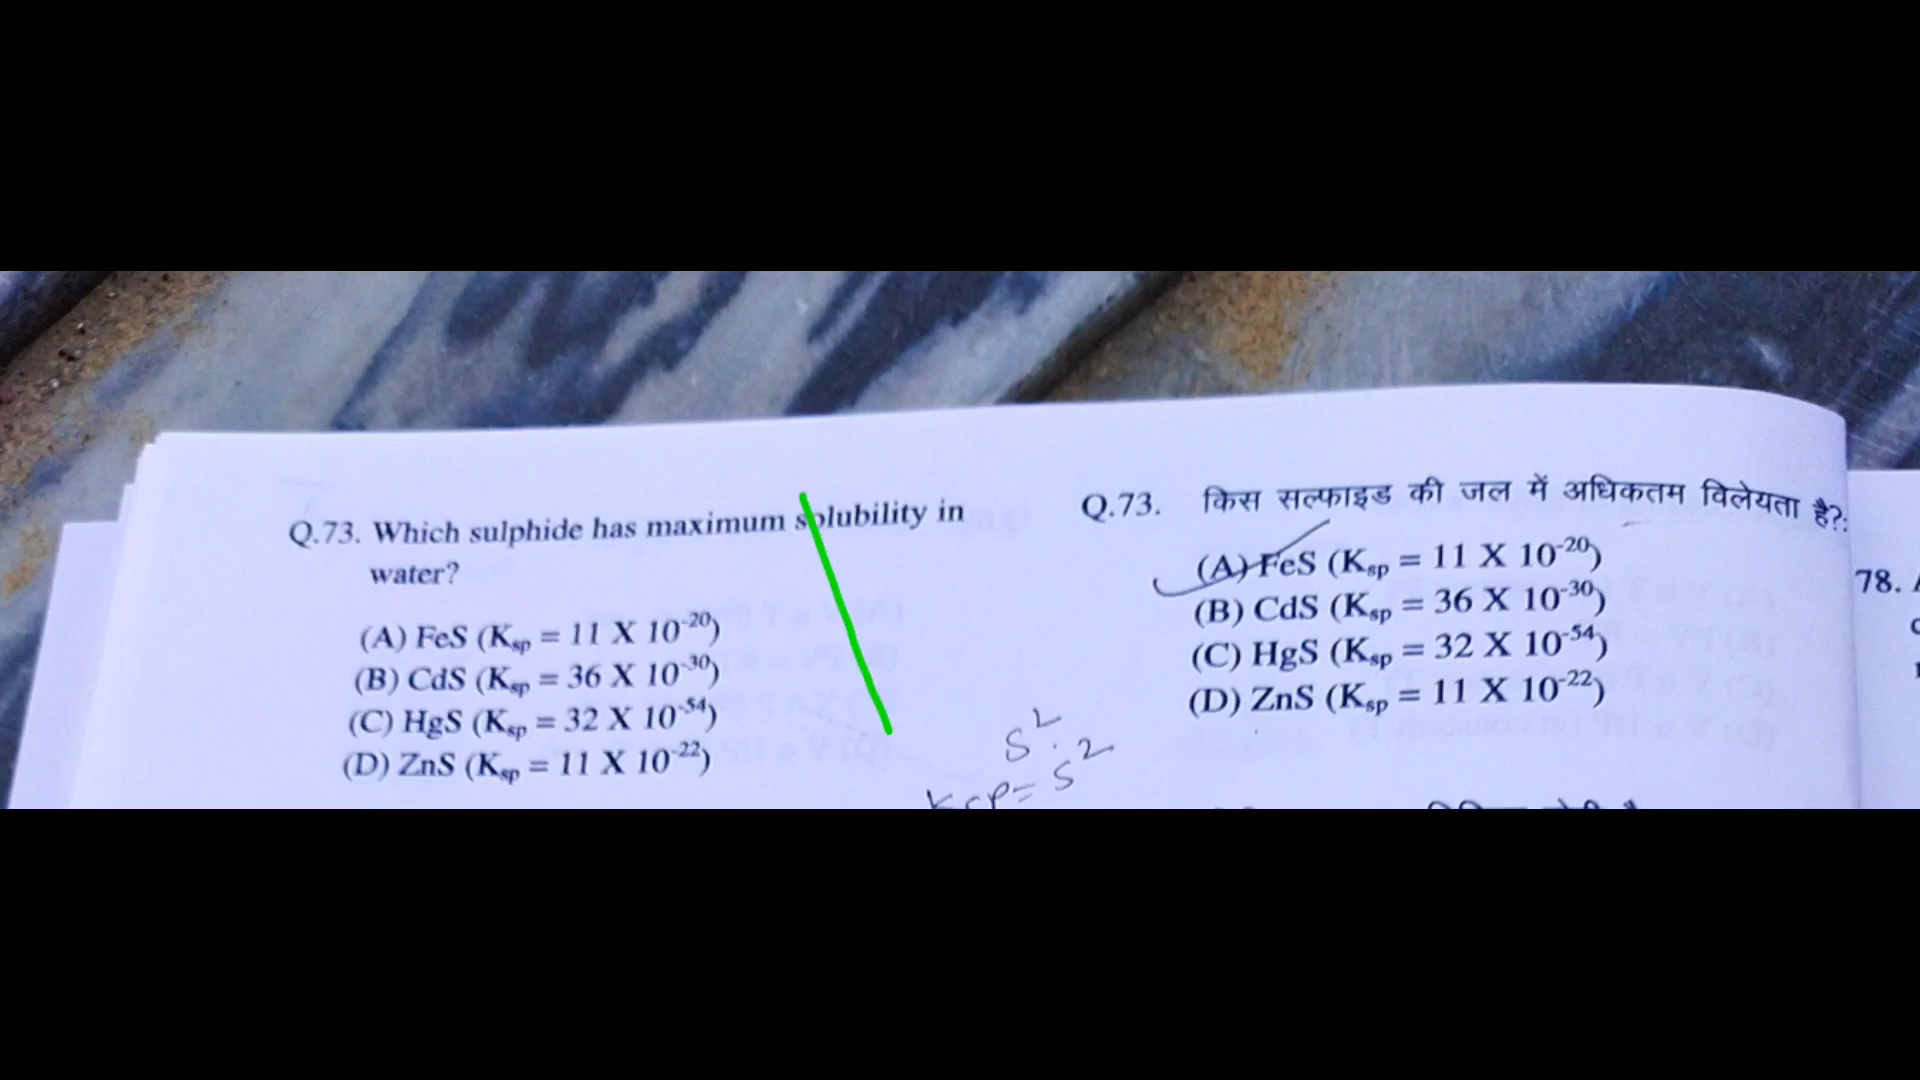 Q.73. Which sulphide has maximum solubility in
water?
(A) FeS (Ksp = 11 X 10-20)
(B) CdS (Ksp = 36 X 10-30)
(C) HgS (Ksp = 32 X 10-54)
(D) ZnS (Ksp = 11 X 10-22)
S2
Ksp= S2
Q.73. किस सल्फाइड की जल में अधिकतम विलेयता है?:
(A) FeS (Ksp = 11 X 10-20)
(B) CdS (Ksp = 36 X 10-30)
(C) HgS (Ksp = 32 X 10-54)
(D) ZnS (Ksp = 11 X 10-22)
78.